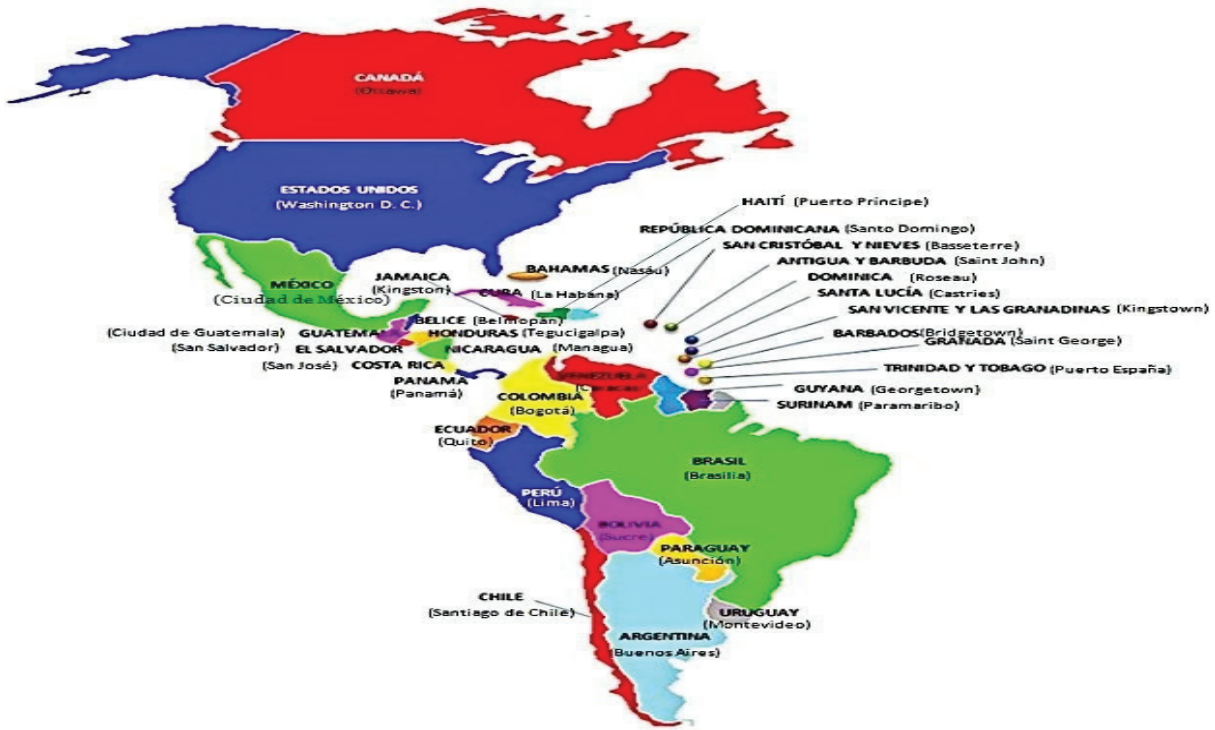 CANADÁ
(Ottawa)
ESTADOS UNIDOS
(Washington D. C.)
HAITÍ (Puerto Príncipe)
REPÚBLICA DOMINICANA (Santo Domingo)
SAN CRISTÓBAL Y NIEVES (Basseterre)
ANTIGUA Y BARBUDA (Saint John)
DOMINICA (Roseau)
SANTA LUCÍA (Castries)
SAN VICENTE Y LAS GRANADINAS (Kingstown)
BARBADOS (Bridgetown)
GRAÑADA (Saint George)
TRINIDAD Y TOBAGO (Puerto España)
GUYANA (Georgetown)
SURINAM (Paramaribo)
BAHAMAS (Nasáu)
MÉXICO
(Ciudad de México)
JAMAICA
(Kingston)
CUBA (La Habana)
BELICE (Belmopán)
(Ciudad de Guatemala) GUATEMA
HONDURAS (Tegucigalpa)
(San Salvador) EL SALVADOR
NICARAGUA (Managua)
(San José) COSTA RICA
PANAMA
(Panamá)
VENEZUELA
(Caracas)
COLOMBIA
(Bogotá)
ECUADOR
(Quito)
BRASIL
(Brasilia)
PERÚ
(Lima)
BOLIVIA
(Sucre)
PARAGUAY
(Asunción)
CHILE
(Santiago de Chile)
URUGUAY
(Montevideo)
ARGENTINA
(Buenos Aires)